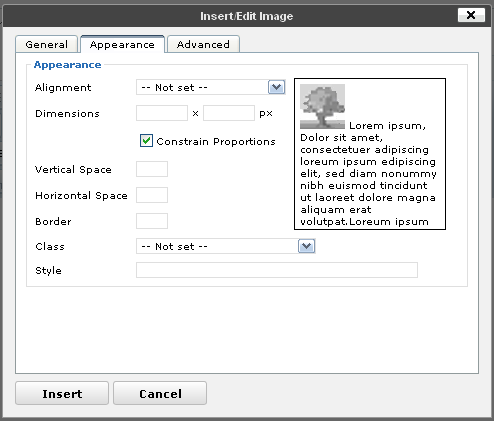 Insert/Edit Image
General Appearance Advanced
Appearance
Alignment -- Not set --
Dimensions x px
Constrain Proportions
Vertical Space
Horizontal Space
Border
Class -- Not set --
Style
Lorem ipsum,
Dolor sit amet,
consectetuer adipiscing
loreum ipsum edipiscing
elit, sed diam nonummy
nibh euismod tincidunt
ut laoreet dolore magna
aliquam erat
volutpat.Loreum ipsum
Insert Cancel